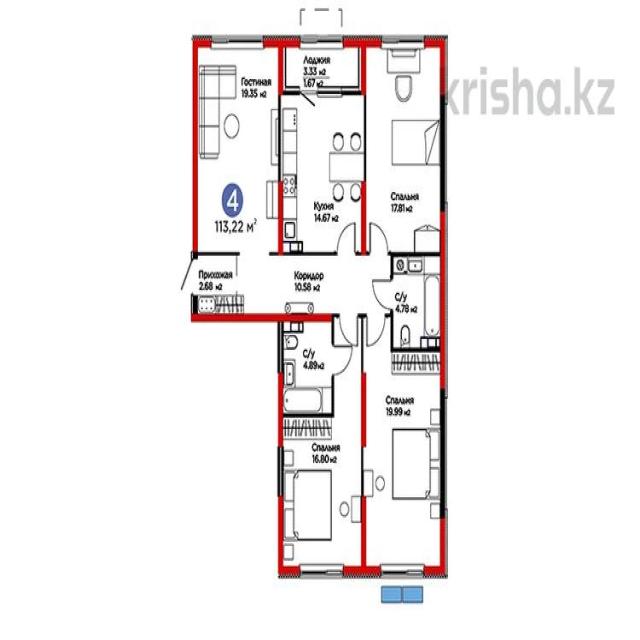 Гостиная
19.35 м2
Лоджия
3.33 м2
1.67 м2
krisha.kz
4
113,22 м²
Кухня
14.67 м2
Спальня
17.81 м2
Прихожая
2.68 м2
Коридор
10.58 м2
С/у
4.78 м2
С/у
4.89 м2
Спальня
19.99 м2
Спальня
16.80 м2